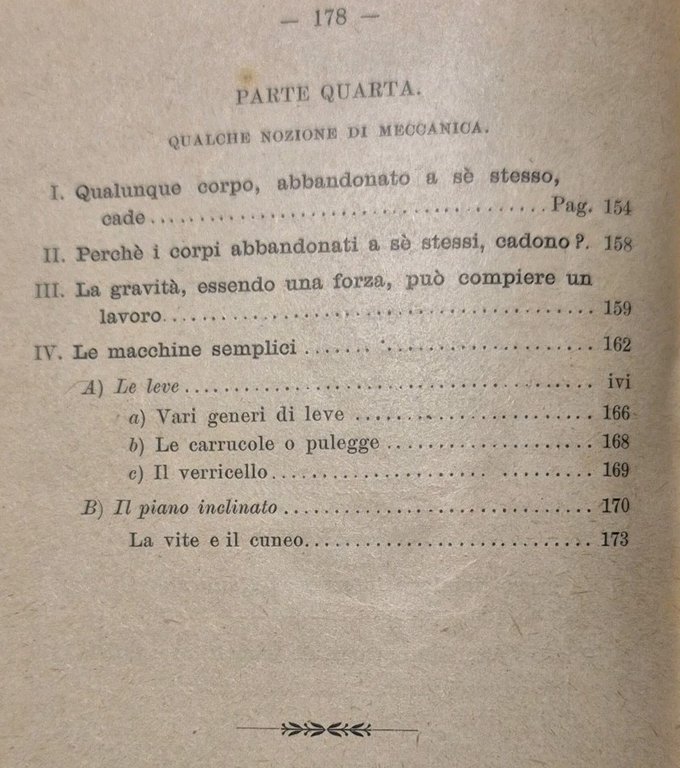 — 178 —
PARTE QUARTA.
QUALCHE NOZIONE DI MECCANICA.
I. Qualunque corpo, abbandonato a sè stesso,
cade........................................Pag. 154
II. Perchè i corpi abbandonati a sè stessi, cadono?. 158
III. La gravità, essendo una forza, può compiere un
lavoro............................................ 159
IV. Le macchine semplici .............................. 162
A) Le leve.......................................... ivi
a) Vari generi di leve ......................... 166
b) Le carrucole o pulegge ...................... 168
c) Il verricello................................. 169
B) Il piano inclinato ................................ 170
La vite e il cuneo.............................. 173